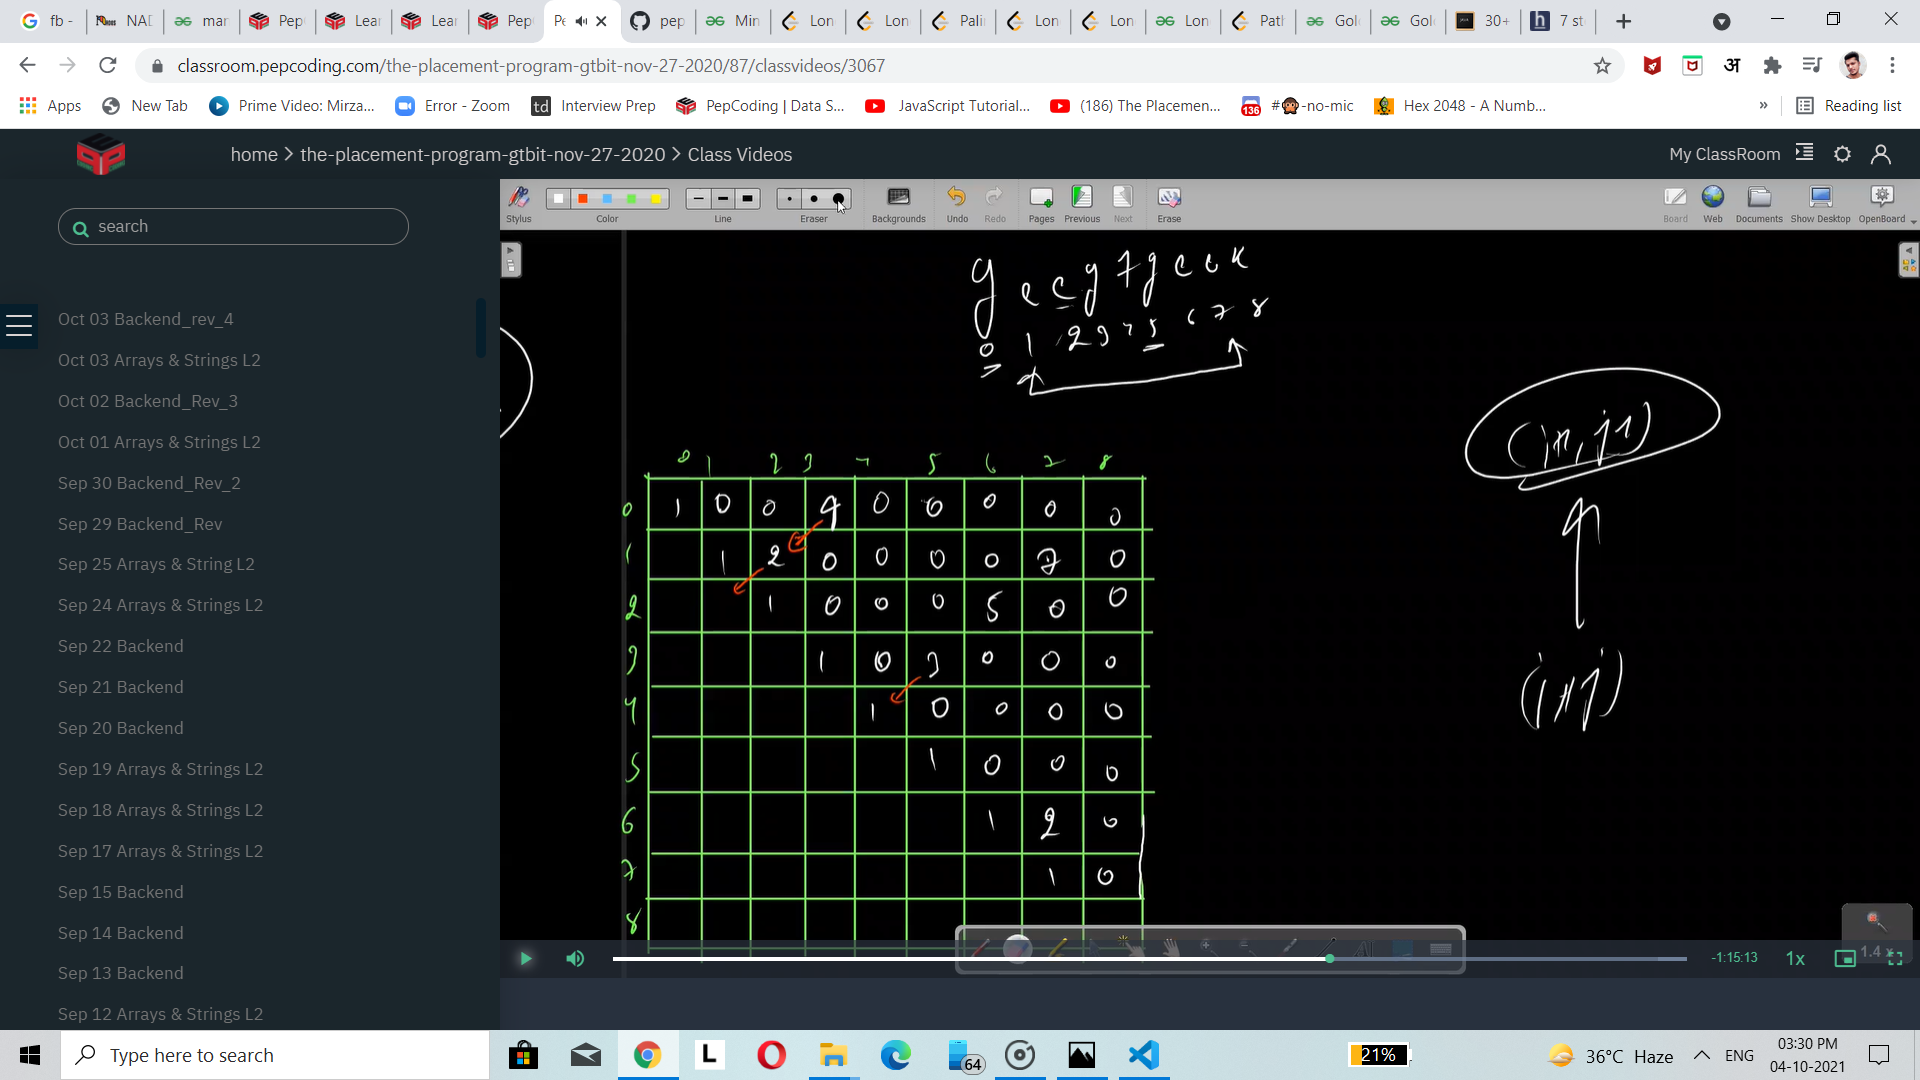 fb -
NAD
mar
Pep
Lear
Lear
Pep
Pe
pep
Min
Lon
Lon
Pali
Lon
Lon
Lon
Path
Gol
Gol
30+
7 st
classroom.pepcoding.com/the-placement-program-gtbit-nov-27-2020/87/classvideos/3067
Apps
New Tab
Prime Video: Mirza...
Error - Zoom
td Interview Prep
PepCoding | Data S...
JavaScript Tutorial...
(186) The Placemen...
136 #🙊-no-mic
Hex 2048 - A Numb...
»
Reading list
home > the-placement-program-gtbit-nov-27-2020 > Class Videos
My ClassRoom
search
Stylus
Color
Line
Eraser
Backgrounds
Undo
Redo
Pages
Previous
Next
Erase
Board
Web
Documents
Show Desktop
OpenBoard
Oct 03 Backend_rev_4
Oct 03 Arrays & Strings L2
Oct 02 Backend_Rev_3
Oct 01 Arrays & Strings L2
Sep 30 Backend_Rev_2
Sep 29 Backend_Rev
Sep 25 Arrays & String L2
Sep 24 Arrays & Strings L2
Sep 22 Backend
Sep 21 Backend
Sep 20 Backend
Sep 19 Arrays & Strings L2
Sep 18 Arrays & Strings L2
Sep 17 Arrays & Strings L2
Sep 15 Backend
Sep 14 Backend
Sep 13 Backend
Sep 12 Arrays & Strings L2
0 1 2 3 4 5 6 7 8
0 1 2 3 4 5 6 7 8
0 1 0 0 4 0 0 0 0 0
1 1 2 0 0 0 0 7 0
2 1 0 0 0 5 0 0
3 1 0 3 0 0 0
4 1 0 0 0 0
5 1 0 0 0
6 1 2 0
7 1 0
8
-1:15:13
1x
1.4 x
Type here to search
L
64
21%
36°C Haze
ENG
03:30 PM
04-10-2021